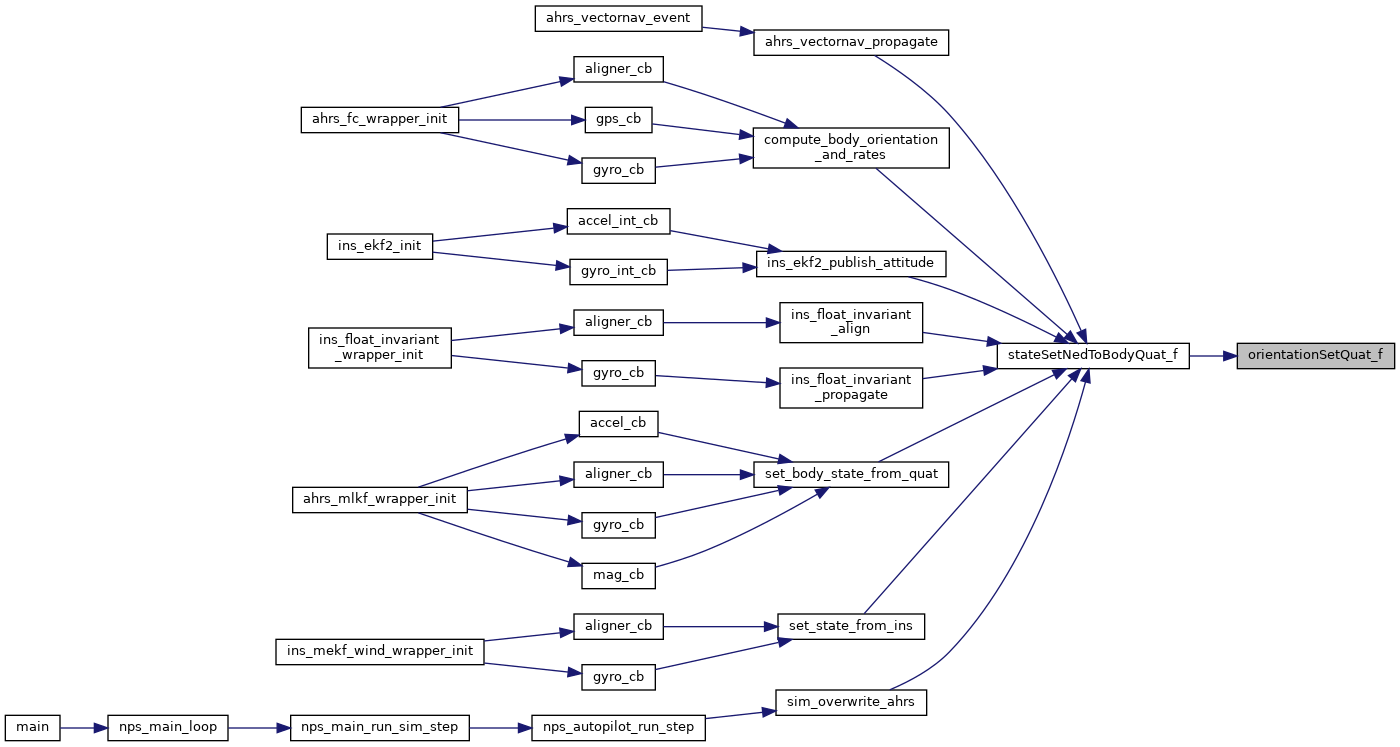 ahrs_vectornav_event
ahrs_vectornav_propagate
aligner_cb
ahrs_fc_wrapper_init
gps_cb
compute_body_orientation
_and_rates
gyro_cb
accel_int_cb
ins_ekf2_init
ins_ekf2_publish_attitude
gyro_int_cb
ins_float_invariant
_align
aligner_cb
ins_float_invariant
_wrapper_init
stateSetNedToBodyQuat_f
orientationSetQuat_f
gyro_cb
ins_float_invariant
_propagate
accel_cb
aligner_cb
set_body_state_from_quat
ahrs_mlkf_wrapper_init
gyro_cb
mag_cb
aligner_cb
set_state_from_ins
ins_mekf_wind_wrapper_init
gyro_cb
sim_overwrite_ahrs
main
nps_main_loop
nps_main_run_sim_step
nps_autopilot_run_step